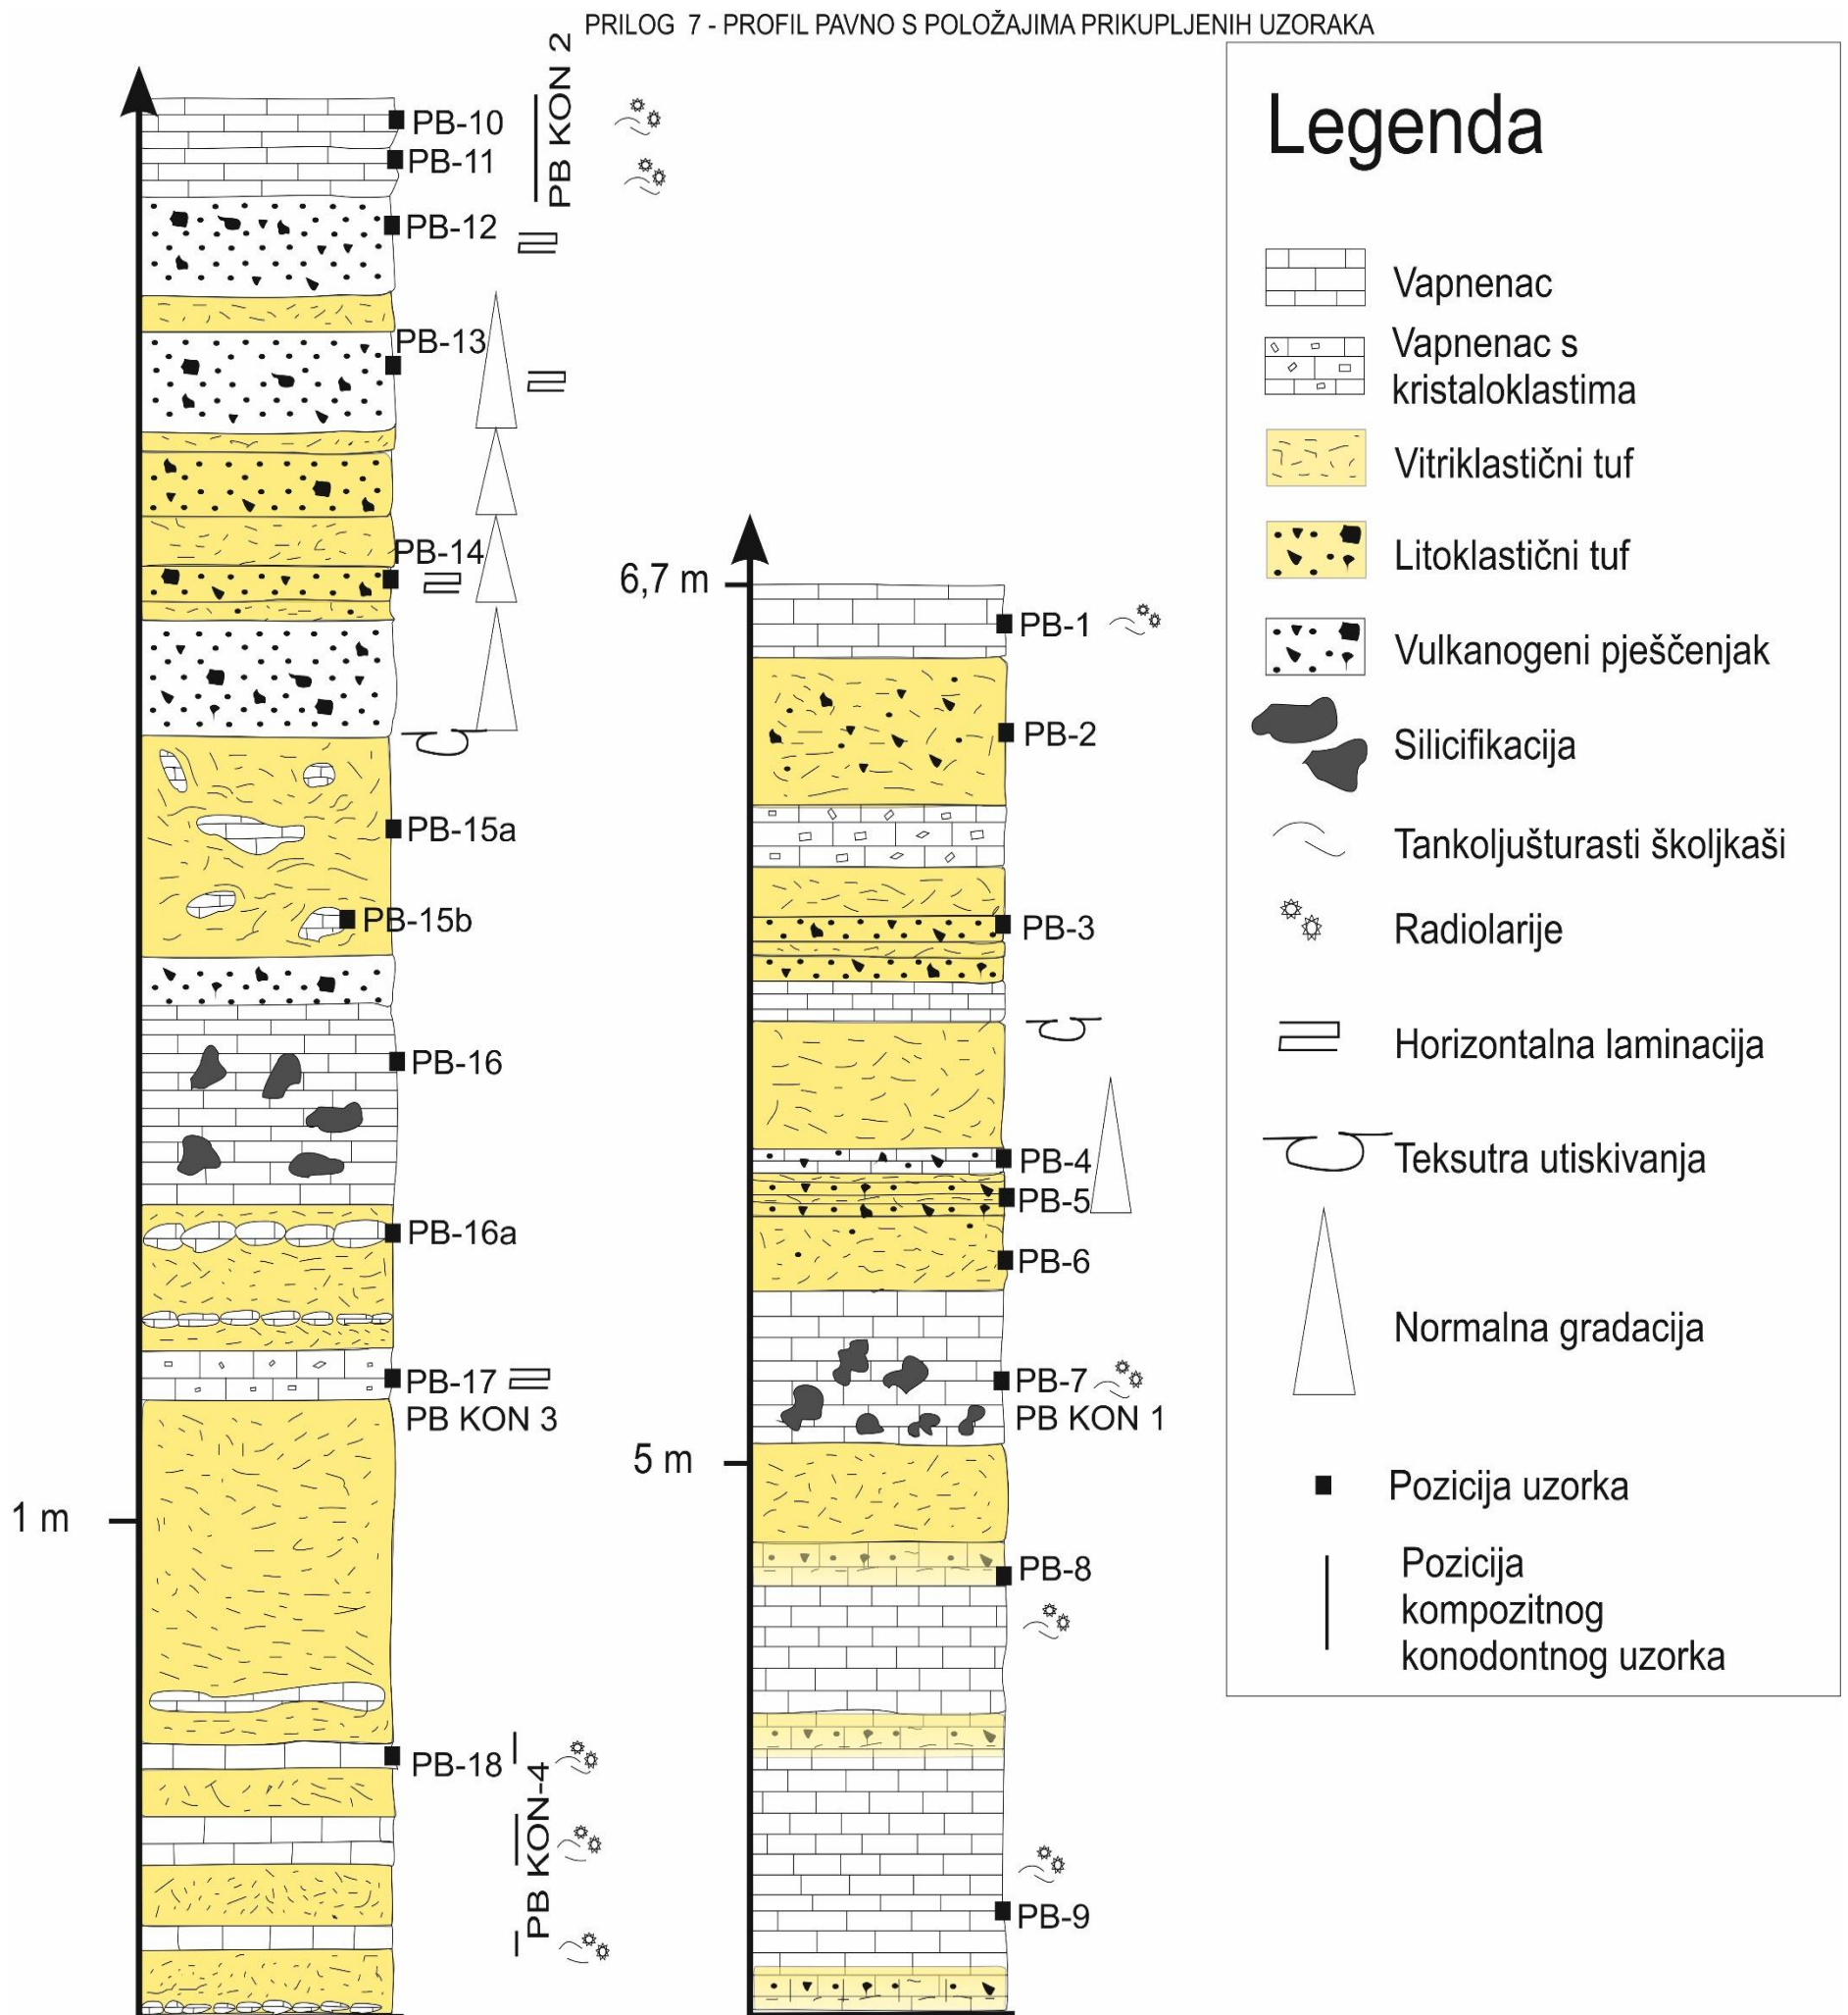 PRILOG 7 - PROFIL PAVNO S POLOŽAJIMA PRIKUPLJENIH UZORAKA
PB-10
PB-11
PB KON 2
PB-12
PB-13
PB-14
PB-15a
PB-15b
PB-16
PB-16a
PB-17
PB KON 3
1 m
PB-18
PB KON-4
6,7 m
PB-1
PB-2
PB-3
PB-4
PB-5
PB-6
PB-7
PB KON 1
5 m
PB-8
PB-9
Legenda
Vapnenac
Vapnenac s
kristaloklastima
Vitriklastični tuf
Litoklastični tuf
Vulkanogeni pješčenjak
Silicifikacija
Tankoljušturasti školjkaši
Radiolarije
Horizontalna laminacija
Teksutra utiskivanja
Normalna gradacija
Pozicija uzorka
Pozicija
kompozitnog
konodontnog uzorka